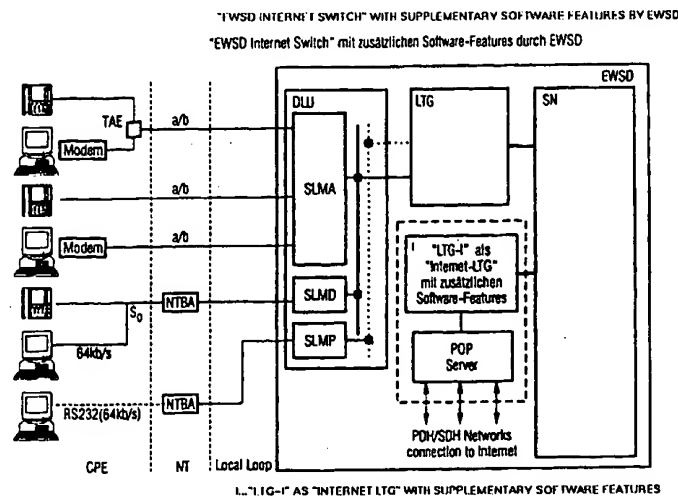 "EWSD INTERNET SWITCH" WITH SUPPLEMENTARY SOFTWARE FEATURES BY EWSD
"EWSD Internet Switch" mit zusätzlichen Software-Features durch EWSD
EWSD
DLU
LTG
SN
TAE
a/b
Modem
SLMA
a/b
a/b
Modem
I
"LTG-I" als
"Internet-LTG"
mit zusätzlichen
Software-Features
S0
NTBA
SLMD
64kb/s
SLMP
POP
Server
RS232(64kb/s)
NTBA
PDH/SDH Networks
connection to Internet
CPE
NT
Local Loop
I..."LTG-I" AS "INTERNET LTG" WITH SUPPLEMENTARY SOFTWARE FEATURES